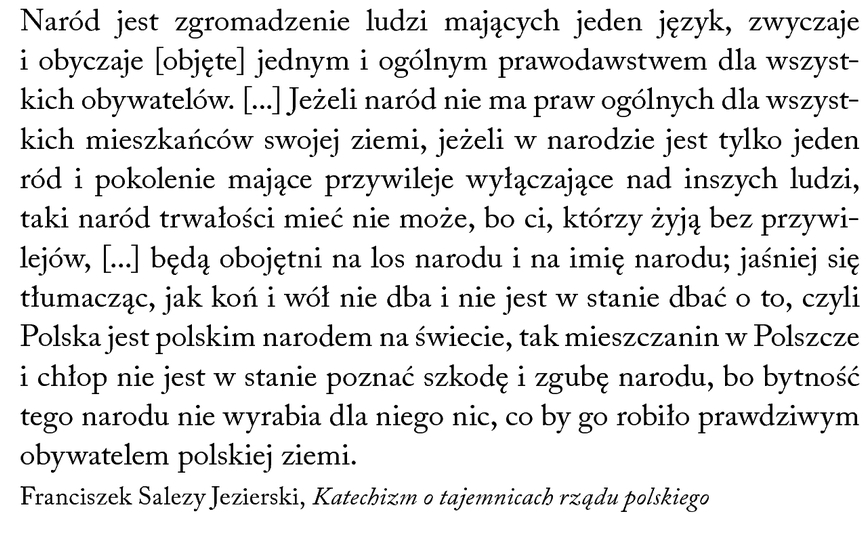 Naród jest zgromadzenie ludzi mających jeden język, zwyczaje
i obyczaje [objęte] jednym i ogólnym prawodawstwem dla wszyst-
kich obywatelów. [...] Jeżeli naród nie ma praw ogólnych dla wszyst-
kich mieszkańców swojej ziemi, jeżeli w narodzie jest tylko jeden
ród i pokolenie mające przywileje wyłączające nad inszych ludzi,
taki naród trwałości mieć nie może, bo ci, którzy żyją bez przywi-
lejów, [...] będą obojętni na los narodu i na imię narodu; jaśniej się
tłumacząc, jak koń i wół nie dba i nie jest w stanie dbać o to, czyli
Polska jest polskim narodem na świecie, tak mieszczanin w Polszcze
i chłop nie jest w stanie poznać szkodę i zgubę narodu, bo bytność
tego narodu nie wyrabia dla niego nic, co by go robiło prawdziwym
obywatelem polskiej ziemi.
Franciszek Salezy Jezierski, Katechizm o tajemnicach rządu polskiego